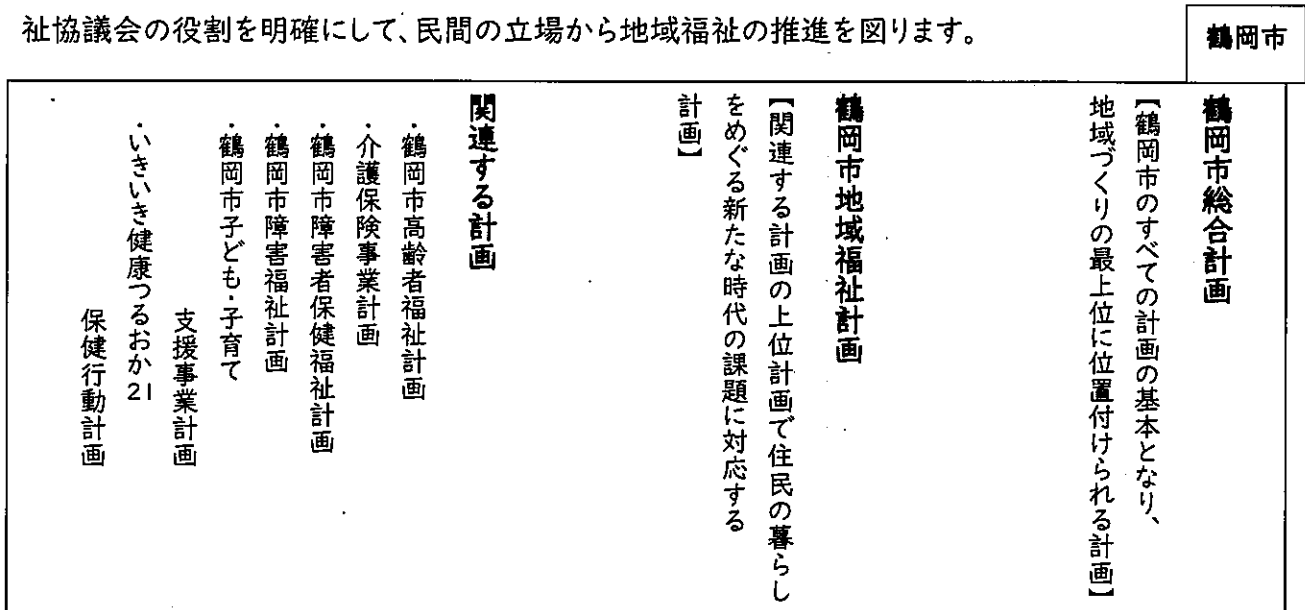 祉協議会の役割を明確にして、民間の立場から地域福祉の推進を図ります。
鶴岡市
鶴岡市総合計画
【鶴岡市のすべての計画の基本となり、
地域づくりの最上位に位置付けられる計画】
鶴岡市地域福祉計画
【関連する計画の上位計画で住民の暮らし
をめぐる新たな時代の課題に対応する
計画】
関連する計画
・鶴岡市高齢者福祉計画
・介護保険事業計画
・鶴岡市障害者保健福祉計画
・鶴岡市障害福祉計画
・鶴岡市子ども・子育て
支援事業計画
・いきいき健康つるおか21
保健行動計画